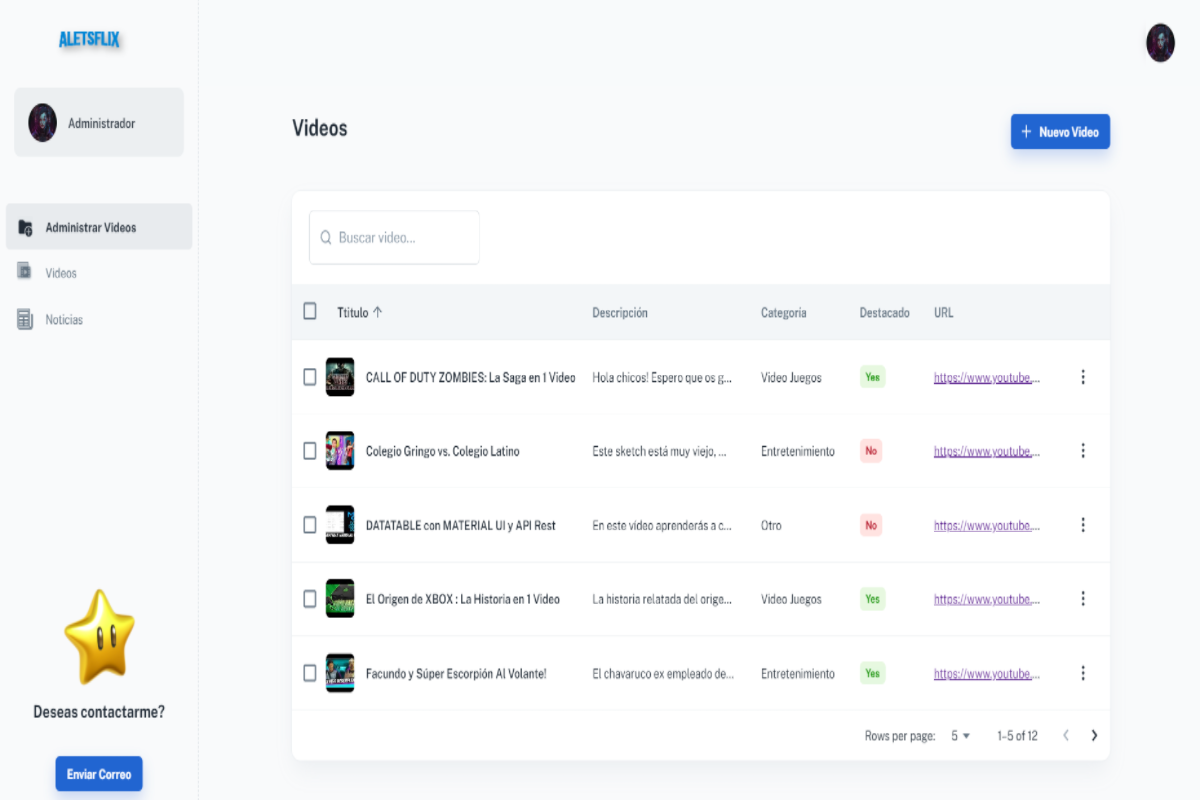 ALETSFLIX
Administrador
Administrar Videos
Videos
Noticias
Deseas contactarme?
Enviar Correo
Videos
+ Nuevo Video
Buscar video...
Ttitulo ↑ Descripción Categoría Destacado URL
CALL OF DUTY ZOMBIES: La Saga en 1 Video Hola chicos! Espero que os g... Video Juegos Yes https://www.youtube....
Colegio Gringo vs. Colegio Latino Este sketch está muy viejo, ... Entretenimiento No https://www.youtube....
DATATABLE con MATERIAL UI y API Rest En este video aprenderás a c... Otro No https://www.youtube....
El Origen de XBOX : La Historia en 1 Video La historia relatada del orige... Video Juegos Yes https://www.youtube....
Facundo y Súper Escorpión Al Volante! El chavaruco ex empleado de... Entretenimiento Yes https://www.youtube....
Rows per page: 5 1–5 of 12